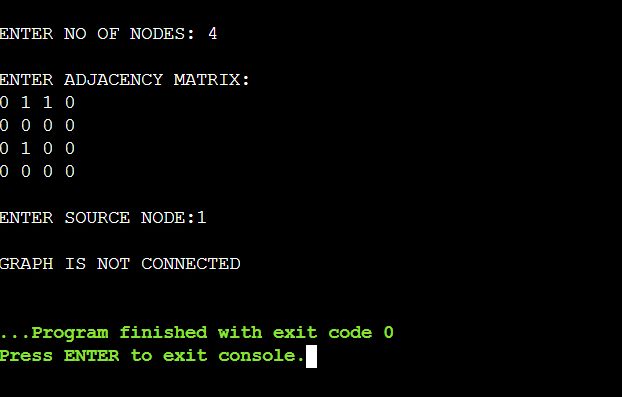 ENTER NO OF NODES: 4
ENTER ADJACENCY MATRIX:
0 1 1 0
0 0 0 0
0 1 0 0
0 0 0 0
ENTER SOURCE NODE:1
GRAPH IS NOT CONNECTED
...Program finished with exit code 0
Press ENTER to exit console.